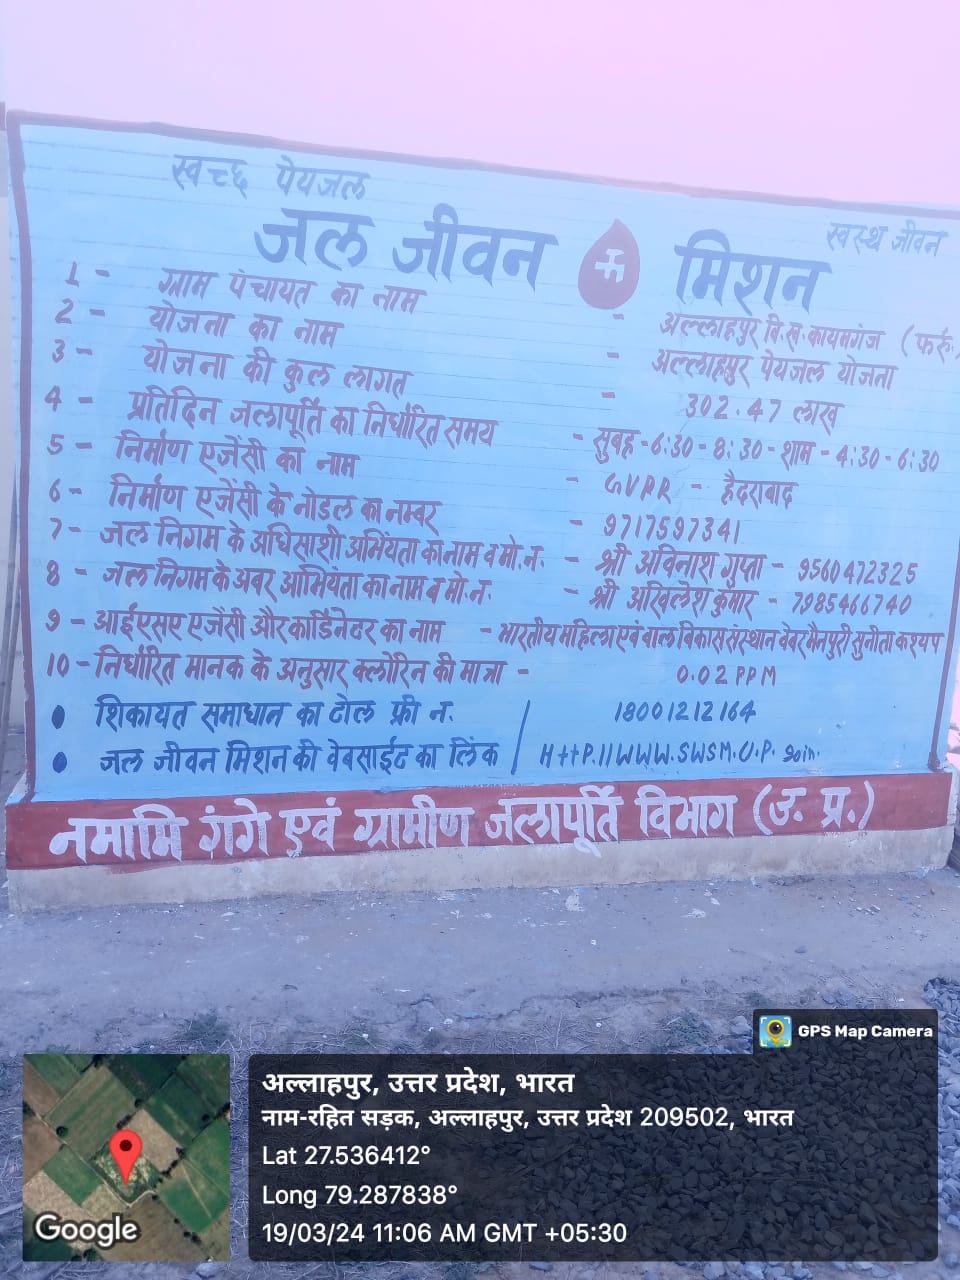 स्वच्छ पेयजल
स्वस्थ जीवन
जल जीवन मिशन
1 - ग्राम पंचायत का नाम - अल्लाहपुर वि.ख. कायमगंज (फर्रु.)
2 - योजना का नाम - अल्लाहपुर पेयजल योजना
3 - योजना की कुल लागत - 302.47 लाख
4 - प्रतिदिन जलापूर्ति का निर्धारित समय - सुबह - 6:30 - 8:30 - शाम - 4:30 - 6:30
5 - निर्माण एजेंसी का नाम - GVPR - हैदराबाद
6 - निर्माण एजेंसी के नोडल का नम्बर - 9717597341
7 - जल निगम के अधिसाशी अभियंता का नाम व मो. न. - श्री अविनाश गुप्ता - 9560472325
8 - जल निगम के अवर अभियंता का नाम व मो. न. - श्री अखिलेश कुमार - 7985466740
9 - आईएसए एजेंसी और कार्डिनेटर का नाम - भारतीय महिला एवं बाल विकास संस्थान वेवर मैनपुरी सुनीता कश्यप
10 - निर्धारित मानक के अनुसार क्लोरिन की मात्रा - 0.02 PPM
• शिकायत समाधान का टोल फ्री न. / 18001212164
• जल जीवन मिशन की वेबसाईट का लिंक / HttP.//WWW.SWSM.U.P. goin.
नमामि गंगे एवं ग्रामीण जलापूर्ति विभाग (उ. प्र.)
GPS Map Camera
अल्लाहपुर, उत्तर प्रदेश, भारत
नाम-रहित सड़क, अल्लाहपुर, उत्तर प्रदेश 209502, भारत
Lat 27.536412°
Long 79.287838°
19/03/24 11:06 AM GMT +05:30
Google